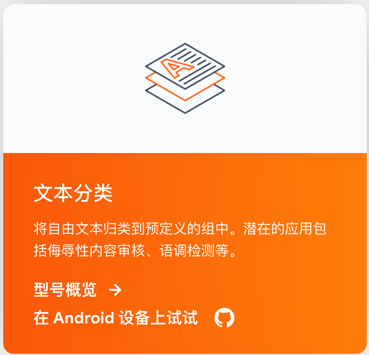 文本分类
将自由文本归类到预定义的组中。潜在的应用包
括侮辱性内容审核、语调检测等。
型号概览 →
在 Android 设备上试试